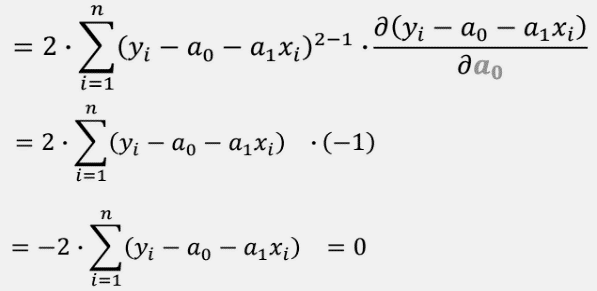 = 2 · ∑_{i=1}^{n} (y_i − a_0 − a_1x_i)^{2−1} · ∂(y_i − a_0 − a_1x_i) / ∂a_0
= 2 · ∑_{i=1}^{n} (y_i − a_0 − a_1x_i) · (−1)
= −2 · ∑_{i=1}^{n} (y_i − a_0 − a_1x_i) = 0